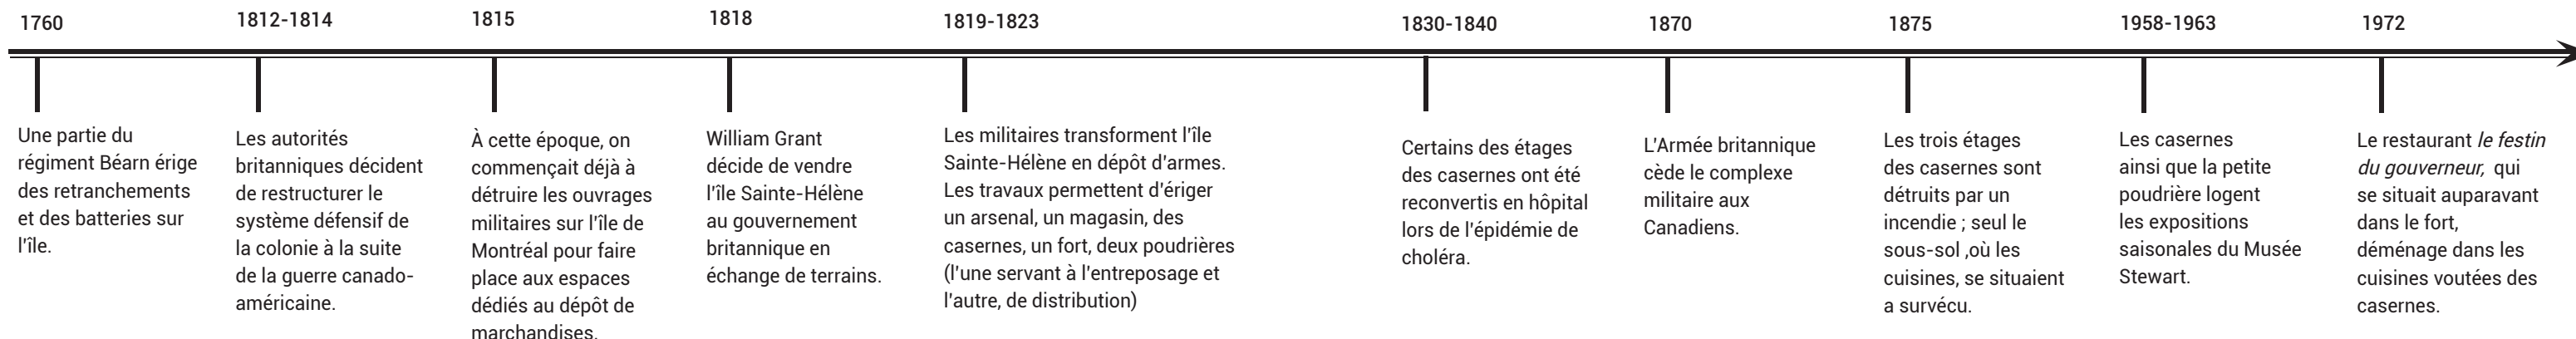 1760
Une partie du
régiment Béarn érige
des retranchements
et des batteries sur
l'île.
1812-1814
Les autorités
britanniques décident
de restructurer le
système défensif de
la colonie à la suite
de la guerre canado-
américaine.
1815
À cette époque, on
commençait déjà à
détruire les ouvrages
militaires sur l'île de
Montréal pour faire
place aux espaces
dédiés au dépôt de
marchandises.
1818
William Grant
décide de vendre
l'île Sainte-Hélène
au gouvernement
britannique en
échange de terrains.
1819-1823
Les militaires transforment l'île
Sainte-Hélène en dépôt d'armes.
Les travaux permettent d'ériger
un arsenal, un magasin, des
casernes, un fort, deux poudrières
(l'une servant à l'entreposage et
l'autre, de distribution)
1830-1840
Certains des étages
des casernes ont été
reconvertis en hôpital
lors de l'épidémie de
choléra.
1870
L'Armée britannique
cède le complexe
militaire aux
Canadiens.
1875
Les trois étages
des casernes sont
détruits par un
incendie ; seul le
sous-sol ,où les
cuisines, se situaient
a survécu.
1958-1963
Les casernes
ainsi que la petite
poudrière logent
les expositions
saisonales du Musée
Stewart.
1972
Le restaurant le festin
du gouverneur, qui
se situait auparavant
dans le fort,
déménage dans les
cuisines voutées des
casernes.